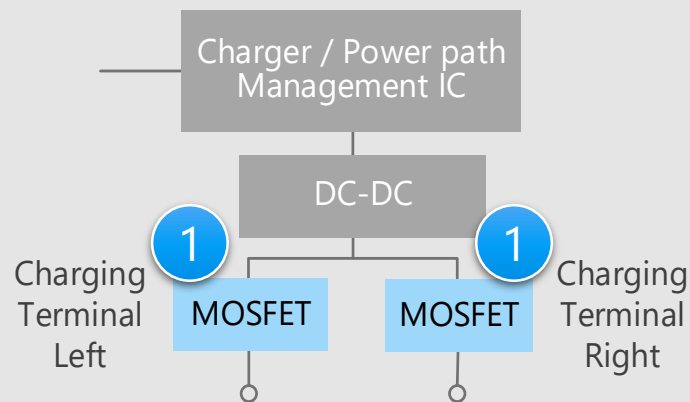 Charger / Power path
Management IC
DC-DC
1
1
Charging
Terminal
Left
MOSFET
MOSFET
Charging
Terminal
Right